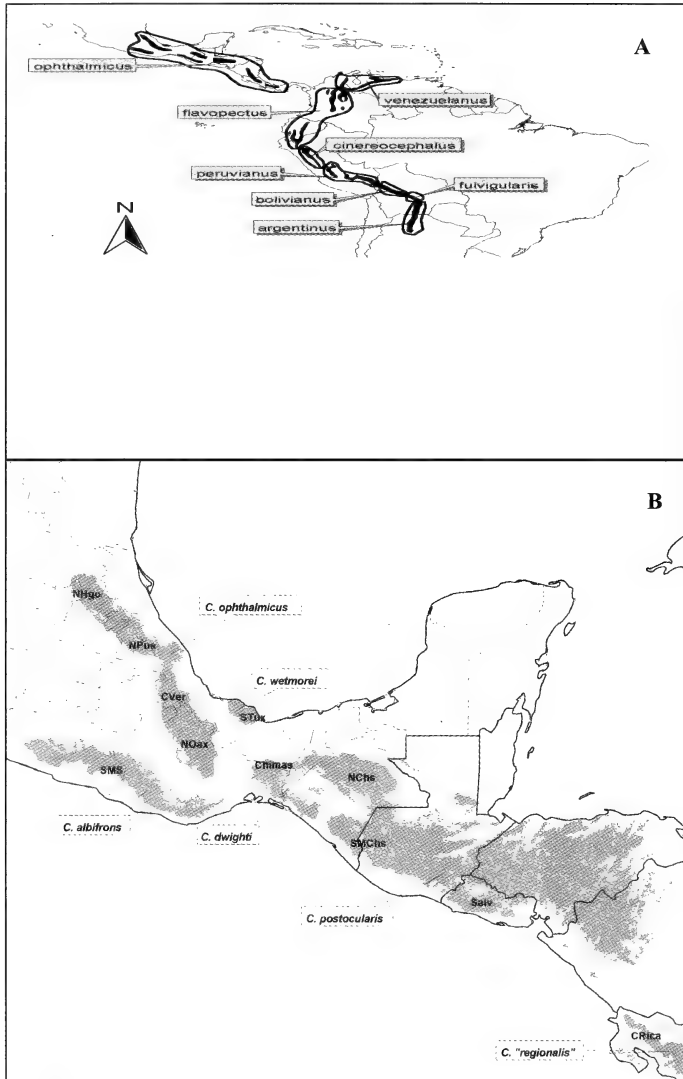 A
ophthalmicus
venezuelanus
flavopectus
cinereocephalus
peruvianus
fulvigularis
bolivianus
N
argentinus
B
NHgo
C. ophthalmicus
NPue
C. wetmorei
CVer
STux
NOax
Chimas
SMS
NChs
C. albifrons
C. dwighti
SMChs
Salv
C. postocularis
CRica
C. "regionalis"